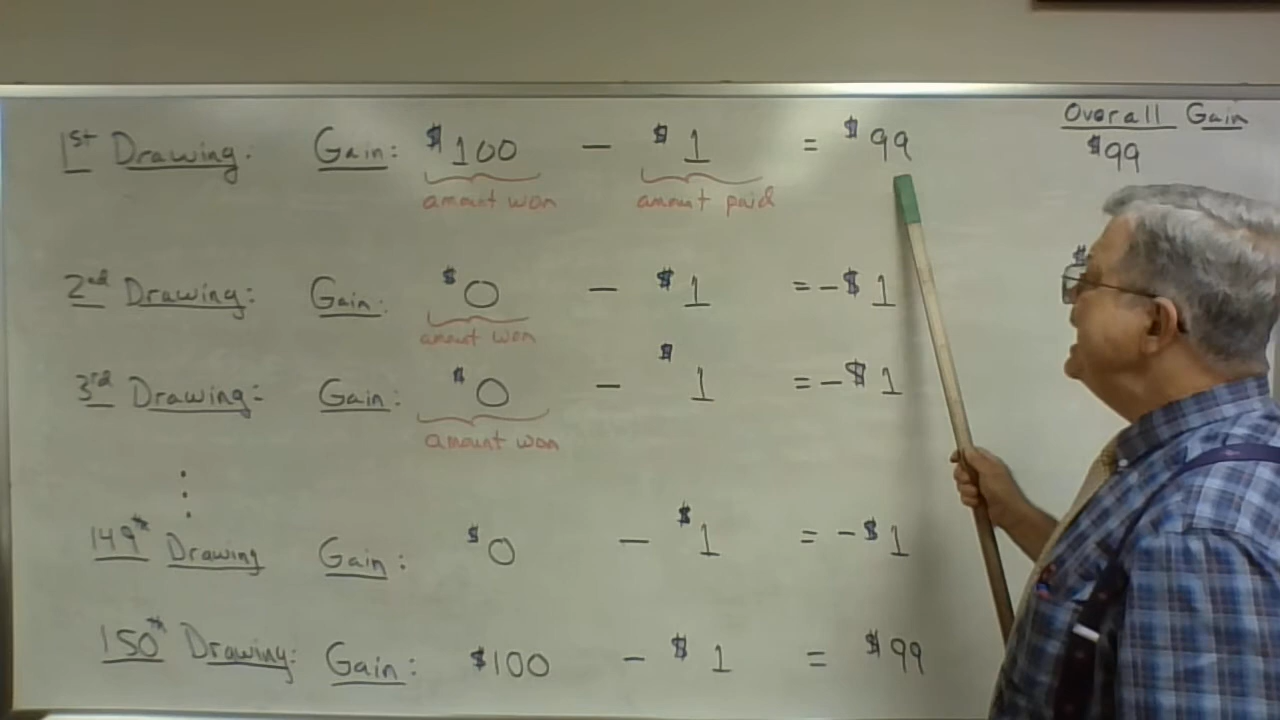 Overall Gain
1st Drawing: Gain: $100 - $1 = $99 $99
amount won amount paid
2nd Drawing: Gain: $0 - $1 = -$1 $
amount won
3rd Drawing: Gain: $0 - $1 = -$1
amount won
⋮
149th Drawing Gain: $0 - $1 = -$1
150th Drawing: Gain: $100 - $1 = $99